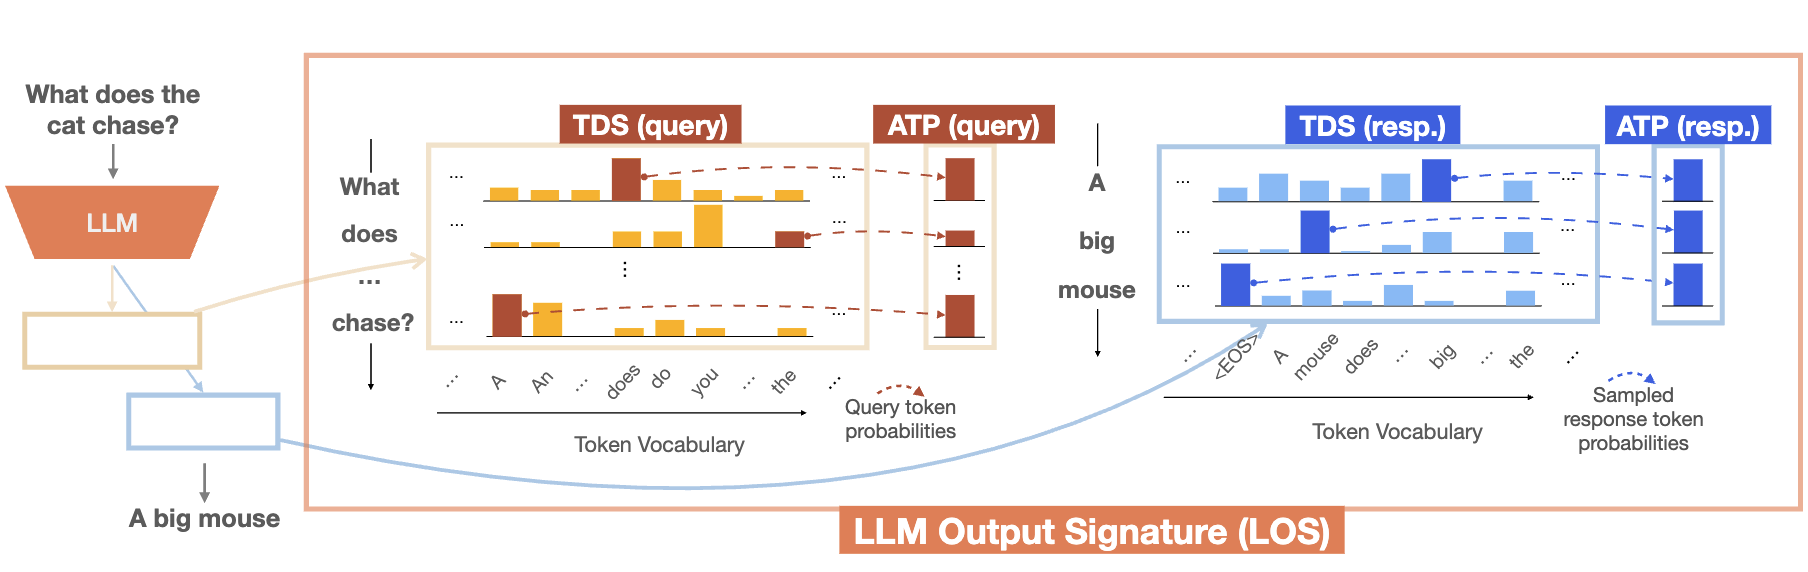 What does the
cat chase?
LLM
A big mouse
TDS (query)
ATP (query)
What
...
...
does
...
...
...
⋮
⋮
chase?
...
...
... A An ... does do you ... the ...
Token Vocabulary
Query token
probabilities
TDS (resp.)
ATP (resp.)
A
...
...
big
...
...
mouse
...
...
... <EOS> A mouse does ... big ... the ...
Token Vocabulary
Sampled
response token
probabilities
LLM Output Signature (LOS)